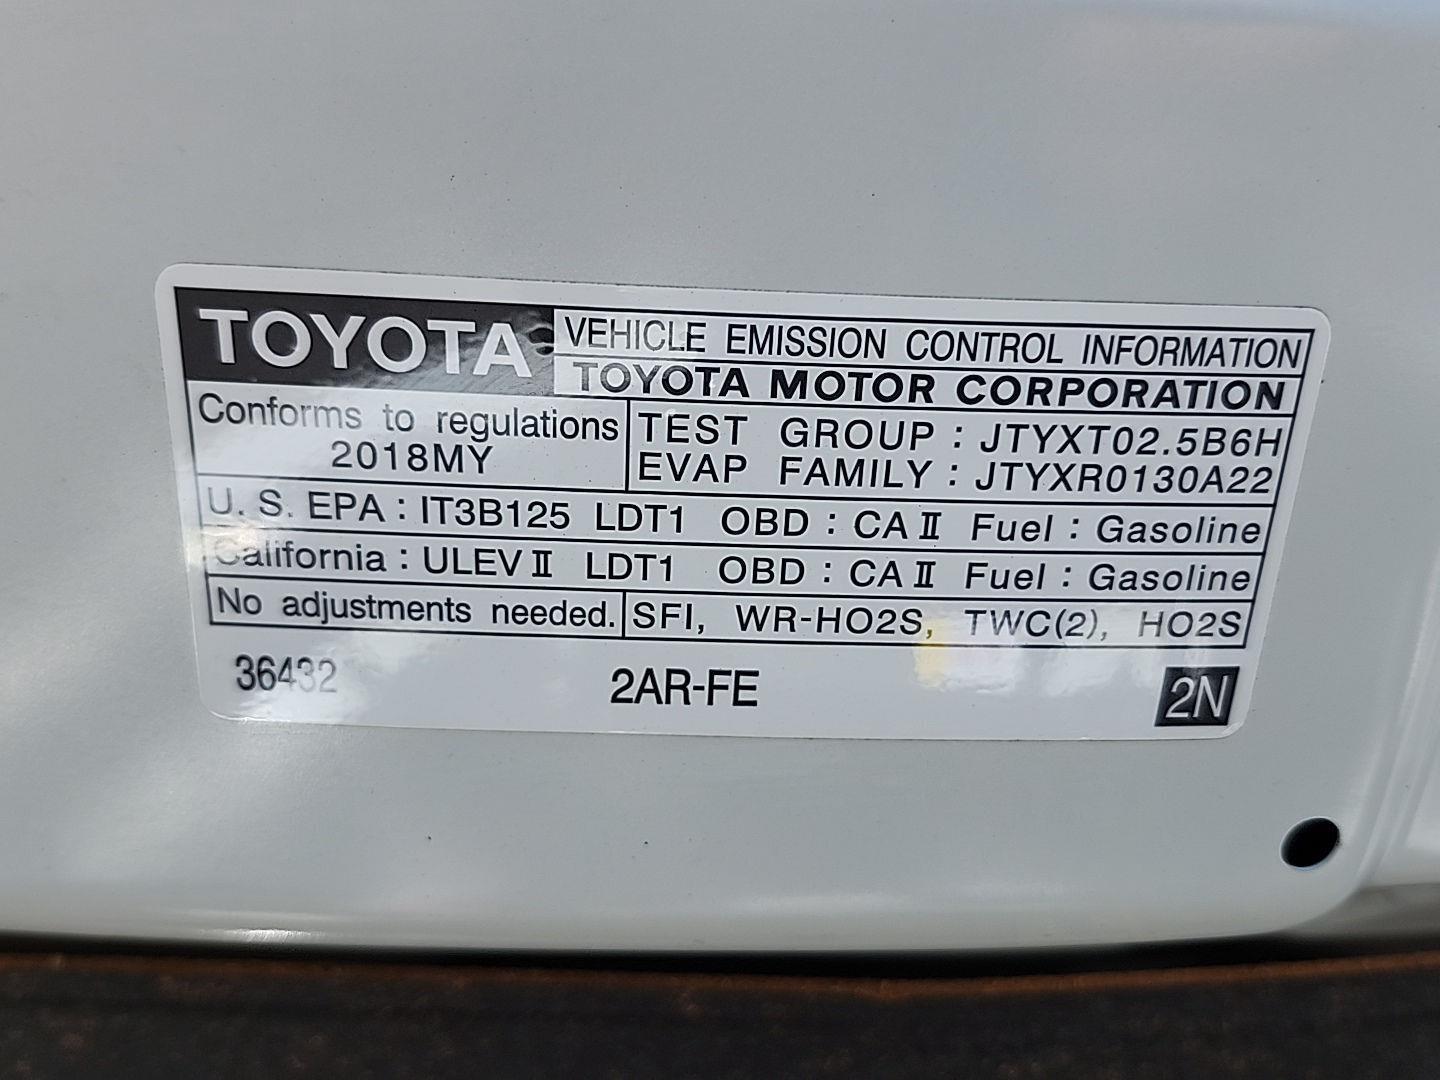 TOYOTA VEHICLE EMISSION CONTROL INFORMATION
TOYOTA MOTOR CORPORATION
Conforms to regulations
2018MY
TEST GROUP : JTYXT02.5B6H
EVAP FAMILY : JTYXR0130A22
U. S. EPA : IT3B125 LDT1 OBD : CA II Fuel : Gasoline
California : ULEV II LDT1 OBD : CA II Fuel : Gasoline
No adjustments needed. SFI, WR-HO2S, TWC(2), HO2S
36432 2AR-FE 2N